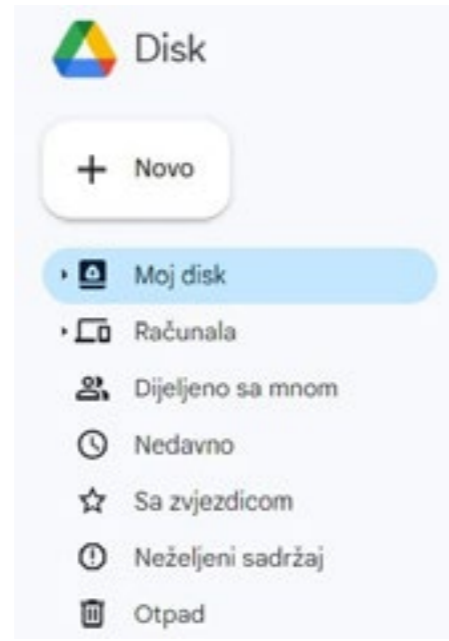 Disk
Novo
Moj disk
Računala
Dijeljeno sa mnom
Nedavno
Sa zvjezdicom
Neželjeni sadržaj
Otpad